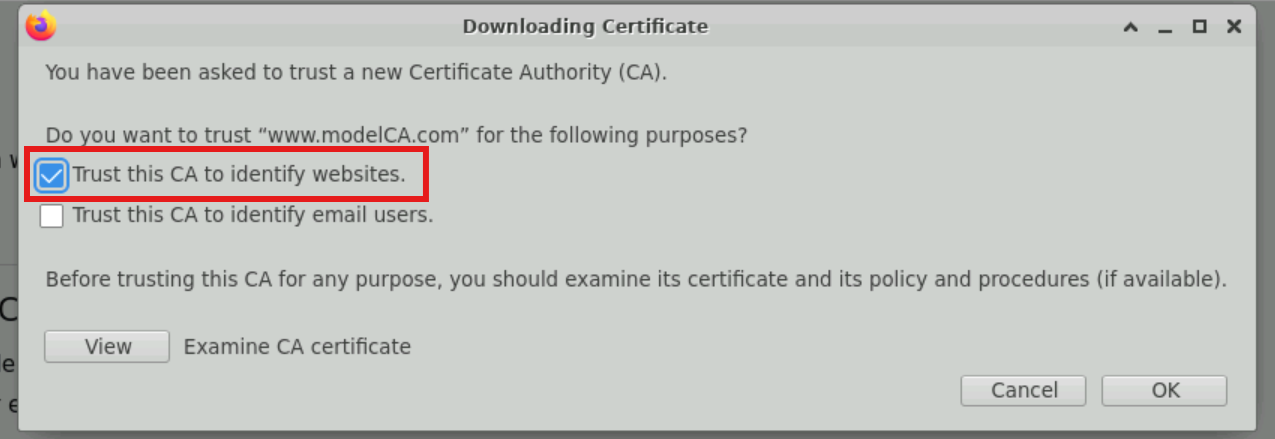 Downloading Certificate
You have been asked to trust a new Certificate Authority (CA).
Do you want to trust “www.modelCA.com” for the following purposes?
Trust this CA to identify websites.
Trust this CA to identify email users.
Before trusting this CA for any purpose, you should examine its certificate and its policy and procedures (if available).
View Examine CA certificate
Cancel OK